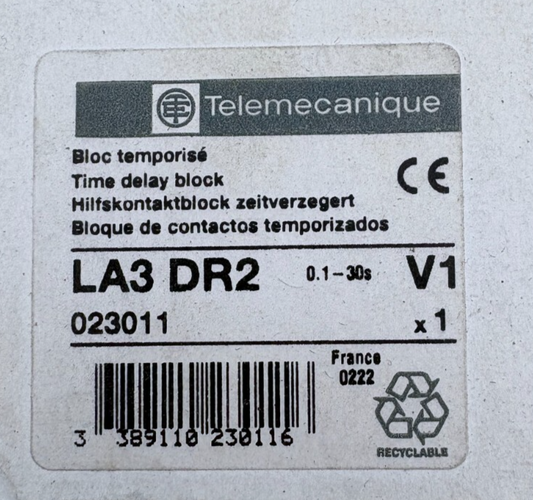 Telemecanique
Bloc temporisé
Time delay block
Hilfskontaktblock zeitverzegert
Bloque de contactos temporizados
CE
LA3 DR2 0.1-30s V1
023011 x 1
France
0222
3 389110 230116
RECYCLABLE